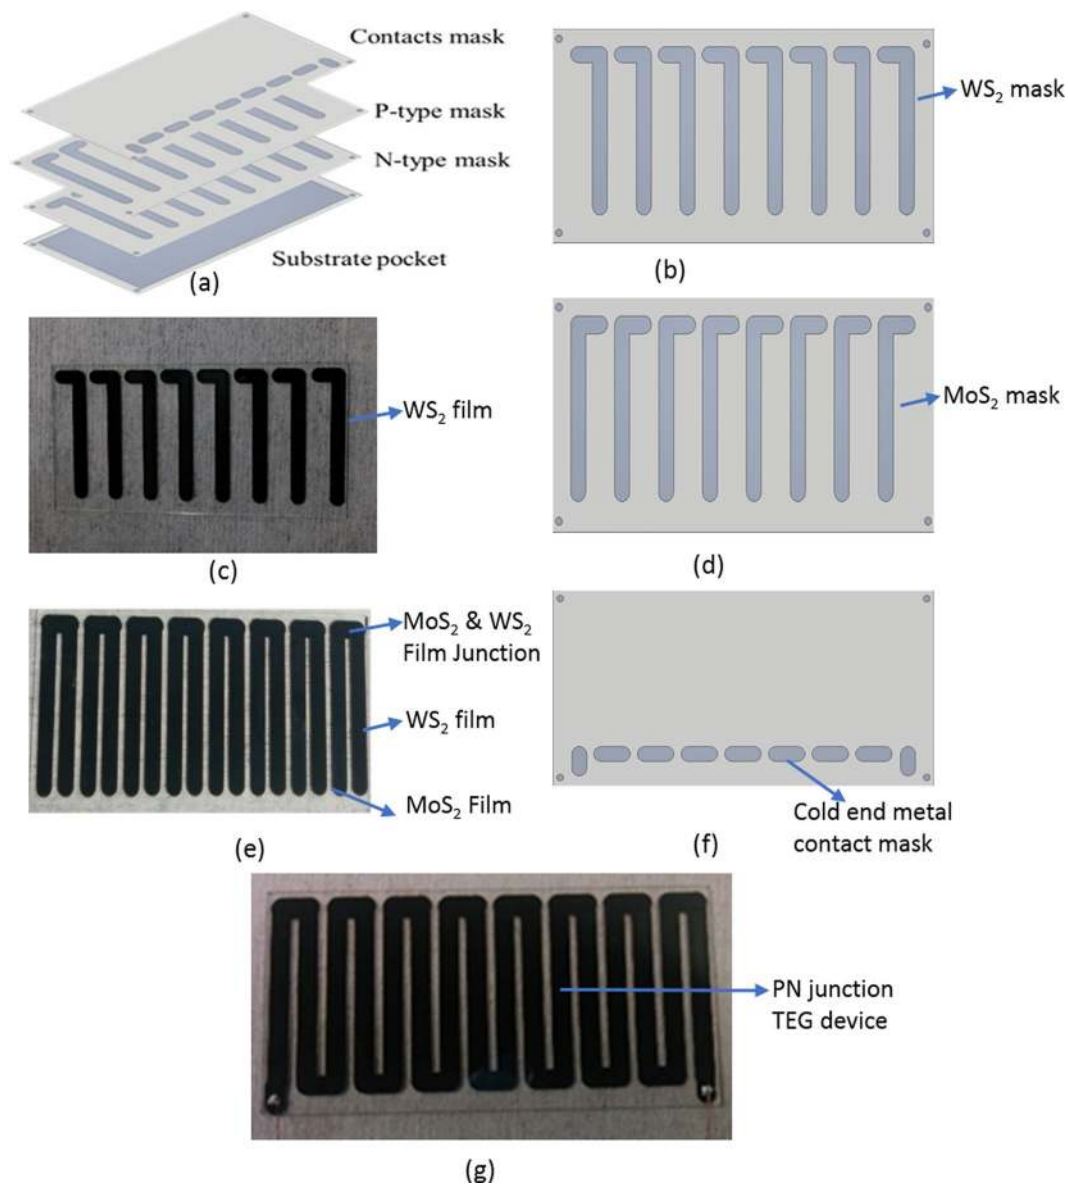 Contacts mask
P-type mask
N-type mask
Substrate pocket
(a)
WS₂ mask
(b)
WS₂ film
(c)
MoS₂ mask
(d)
MoS₂ & WS₂
Film Junction
WS₂ film
MoS₂ Film
(e)
Cold end metal
contact mask
(f)
PN junction
TEG device
(g)